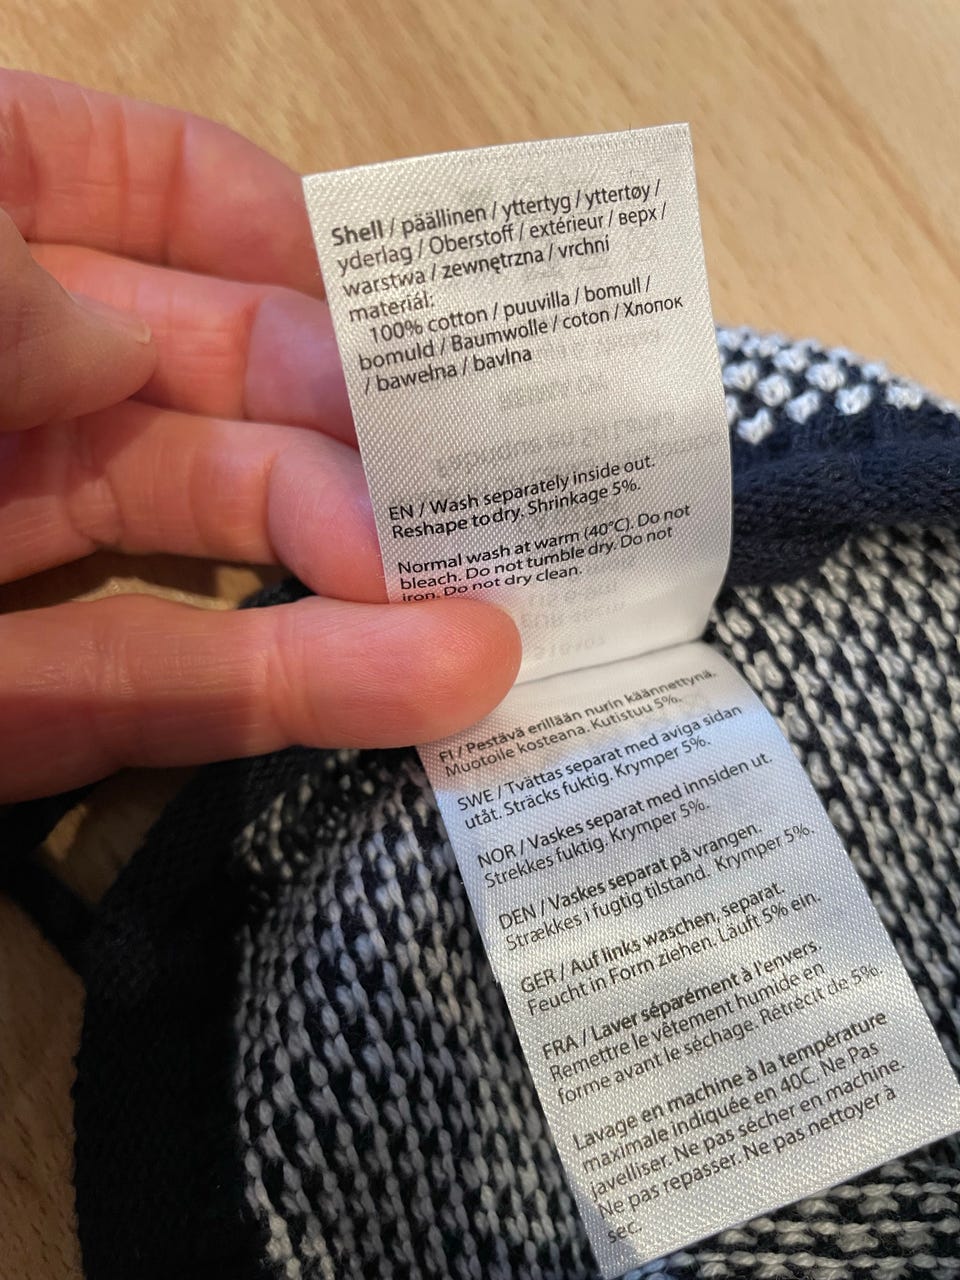 Shell / päällinen / yttertyg / yttertøy /
yderlag / Oberstoff / extérieur / верх /
warstwa / zewnętrzna / vrchní
materiál:
100% cotton / puuvilla / bomull /
bomuld / Baumwolle / coton / Хлопок
/ bawełna / bavlna
EN / Wash separately inside out.
Reshape to dry. Shrinkage 5%.
Normal wash at warm (40°C). Do not
bleach. Do not tumble dry. Do not
iron. Do not dry clean.
FI / Pestävä erillään nurin käännettynä.
Muotoile kosteana. Kutistuu 5%.
SWE / Tvättas separat med aviga sidan
utåt. Sträcks fuktig. Krymper 5%.
NOR / Vaskes separat med innsiden ut.
Strekkes fuktig. Krymper 5%.
DEN / Vaskes separat på vrangen.
Strækkes i fugtig tilstand. Krymper 5%.
GER / Auf links waschen, separat.
Feucht in Form ziehen. Läuft 5% ein.
FRA / Laver séparément à l'envers.
Remettre le vêtement humide en
forme avant le séchage. Rétrécit de 5%.
Lavage en machine à la température
maximale indiquée en 40C. Ne Pas
javelliser. Ne pas sécher en machine.
Ne pas repasser. Ne pas nettoyer à
sec.